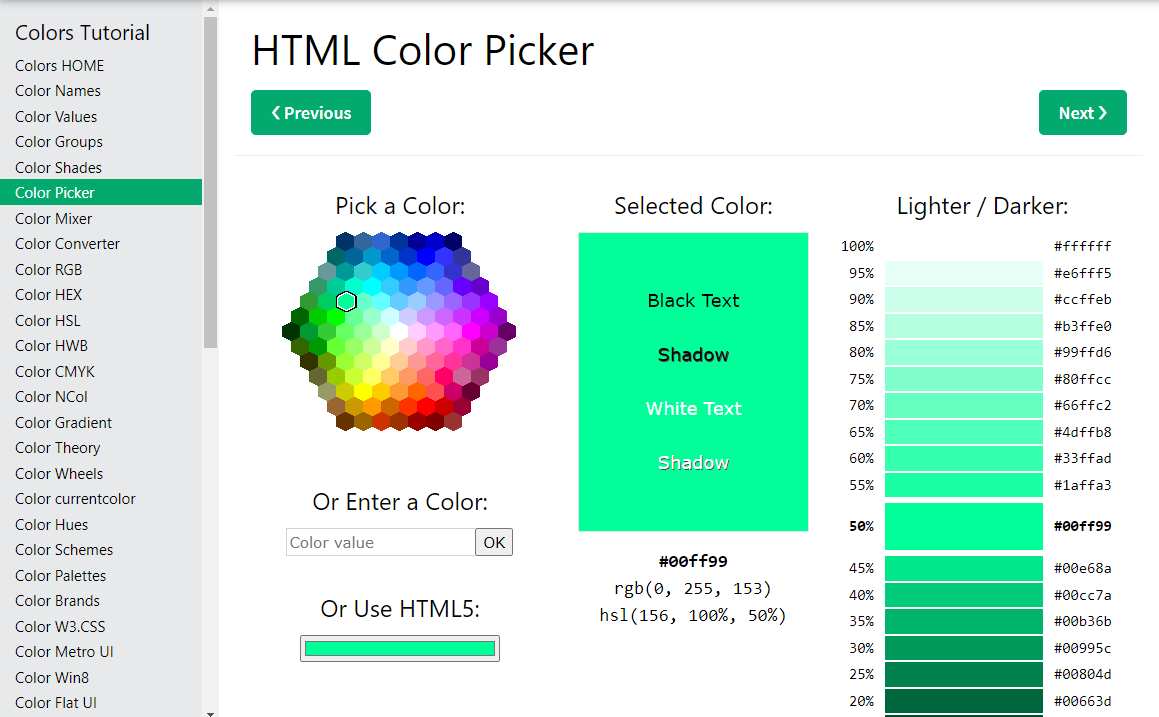 Colors Tutorial
Colors HOME
Color Names
Color Values
Color Groups
Color Shades
Color Picker
Color Mixer
Color Converter
Color RGB
Color HEX
Color HSL
Color HWB
Color CMYK
Color NCol
Color Gradient
Color Theory
Color Wheels
Color currentcolor
Color Hues
Color Schemes
Color Palettes
Color Brands
Color W3.CSS
Color Metro UI
Color Win8
Color Flat UI
HTML Color Picker
❮ Previous
Next ❯
Pick a Color:
Or Enter a Color:
Color value OK
Or Use HTML5:
Selected Color:
Black Text
Shadow
White Text
Shadow
#00ff99
rgb(0, 255, 153)
hsl(156, 100%, 50%)
Lighter / Darker:
100% #ffffff
95% #e6fff5
90% #ccffeb
85% #b3ffe0
80% #99ffd6
75% #80ffcc
70% #66ffc2
65% #4dffb8
60% #33ffad
55% #1affa3
50% #00ff99
45% #00e68a
40% #00cc7a
35% #00b36b
30% #00995c
25% #00804d
20% #00663d